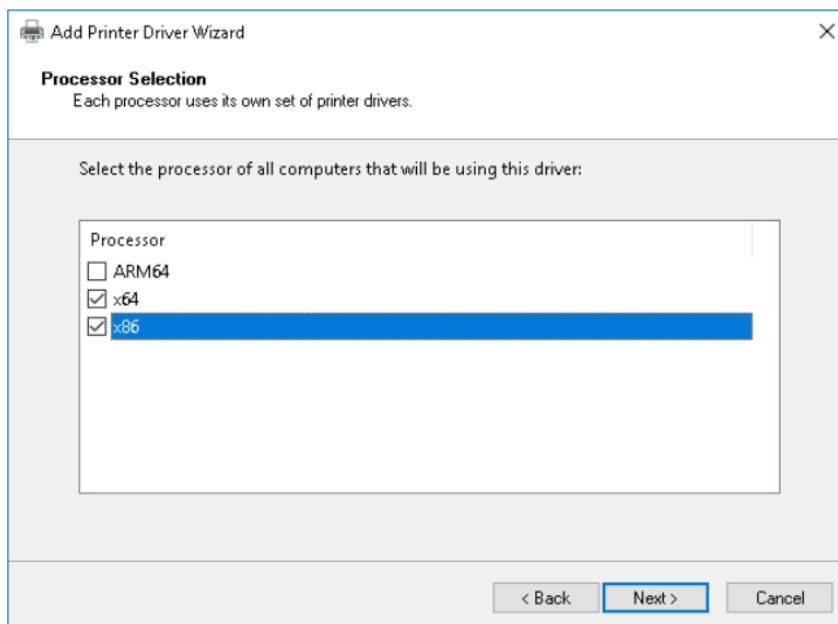 Add Printer Driver Wizard
Processor Selection
Each processor uses its own set of printer drivers.
Select the processor of all computers that will be using this driver:
Processor
ARM64
x64
x86
< Back
Next >
Cancel